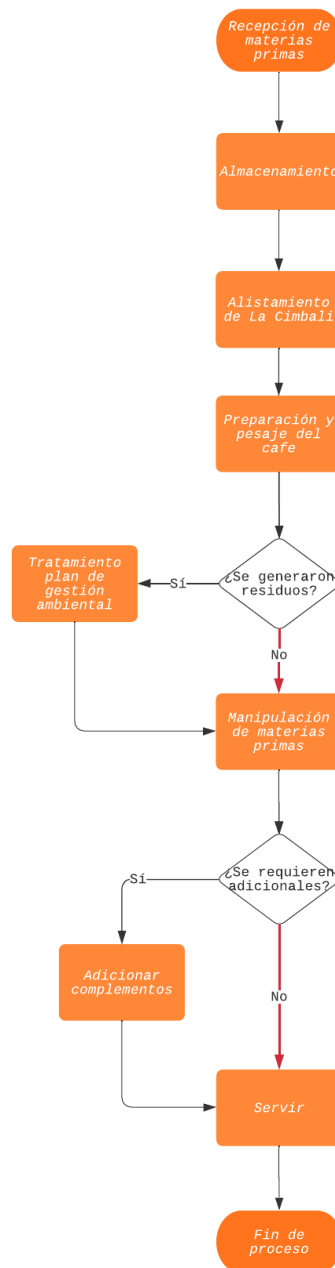 Recepción de
materias
primas
Almacenamiento
Alistamiento
de La Cimbali
Preparación y
pesaje del
cafe
¿Se generaron
residuos?
Sí
Tratamiento
plan de
gestión
ambiental
No
Manipulación
de materias
primas
¿Se requieren
adicionales?
Sí
Adicionar
complementos
No
Servir
Fin de
proceso